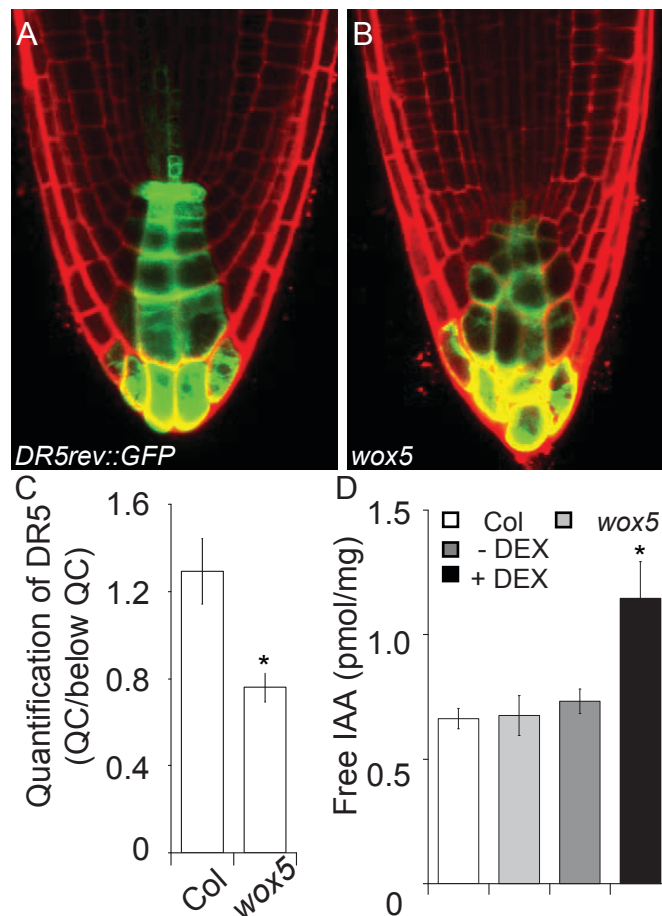 A
B
DR5rev::GFP
wox5
C
Quantification of DR5
(QC/below QC)
1.6
1.2
0.8
0.4
0
*
Col
wox5
D
Free IAA (pmol/mg)
1.5
1.0
0.5
0
Col
wox5
- DEX
+ DEX
*